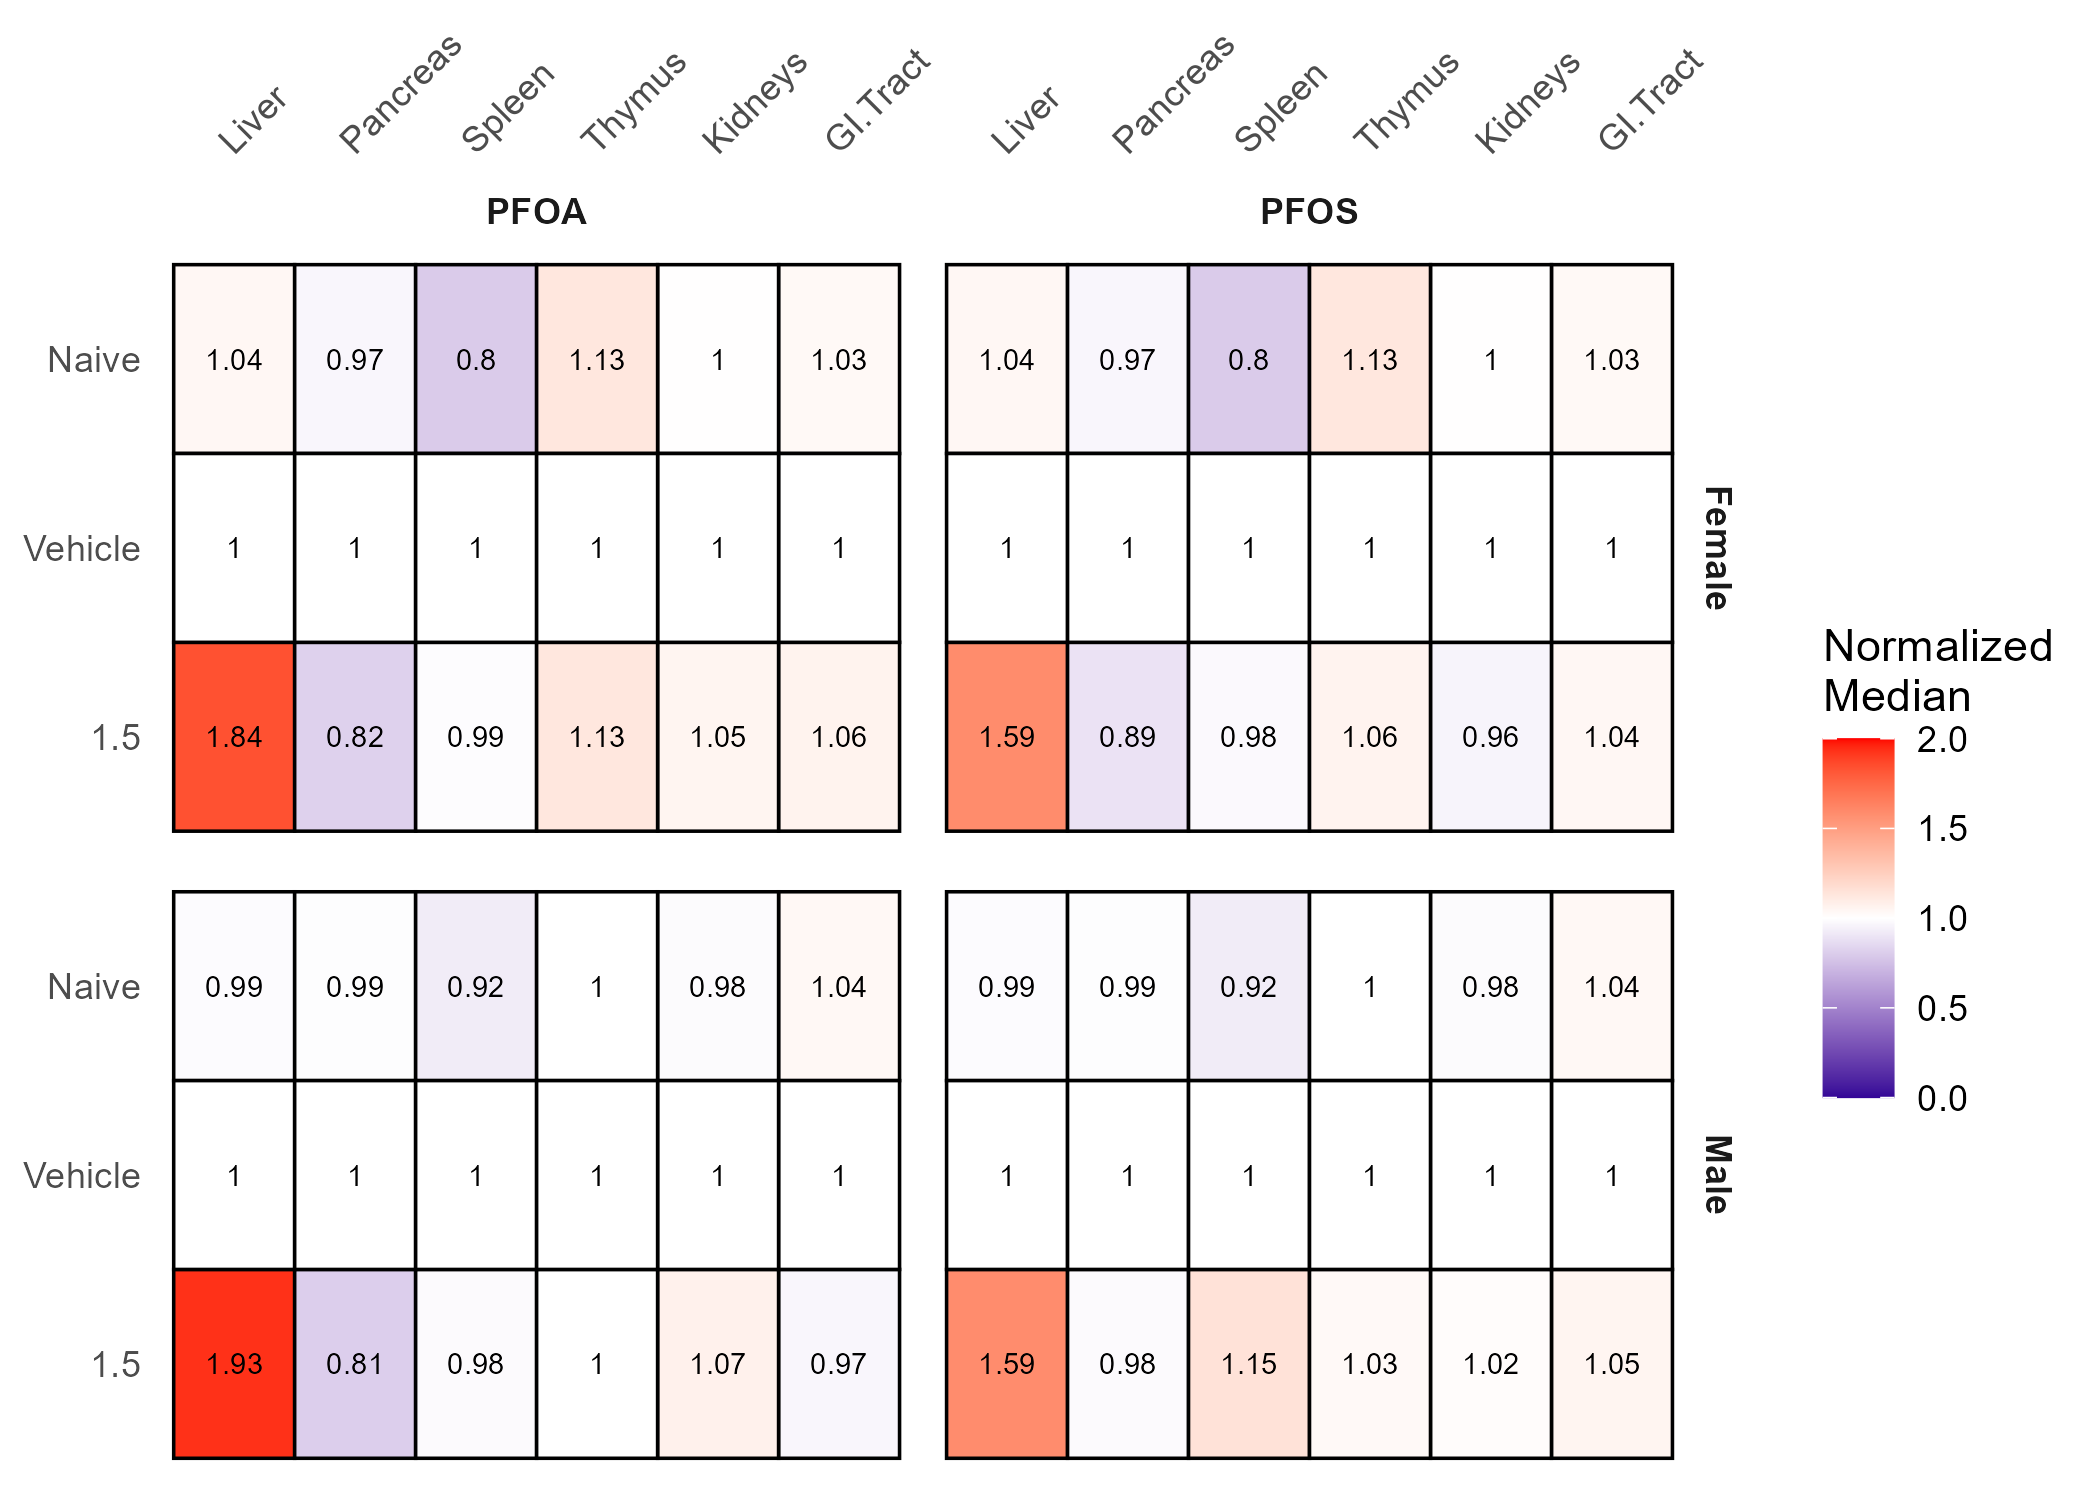 Liver Pancreas Spleen Thymus Kidneys GI.Tract Liver Pancreas Spleen Thymus Kidneys GI.Tract
PFOA PFOS
Naive 1.04 0.97 0.8 1.13 1 1.03 1.04 0.97 0.8 1.13 1 1.03
Vehicle 1 1 1 1 1 1 1 1 1 1 1 1
Female
1.5 1.84 0.82 0.99 1.13 1.05 1.06 1.59 0.89 0.98 1.06 0.96 1.04
Naive 0.99 0.99 0.92 1 0.98 1.04 0.99 0.99 0.92 1 0.98 1.04
Vehicle 1 1 1 1 1 1 1 1 1 1 1 1
Male
1.5 1.93 0.81 0.98 1 1.07 0.97 1.59 0.98 1.15 1.03 1.02 1.05
Normalized
Median
2.0
1.5
1.0
0.5
0.0